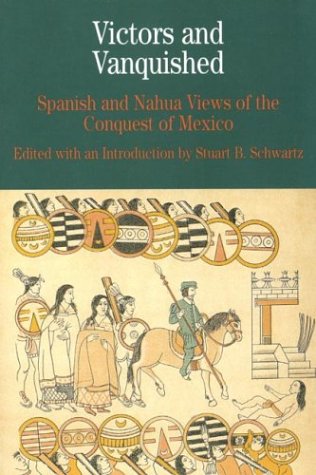 Victors and
Vanquished
Spanish and Nahua Views of the
Conquest of Mexico
Edited with an Introduction by Stuart B. Schwartz